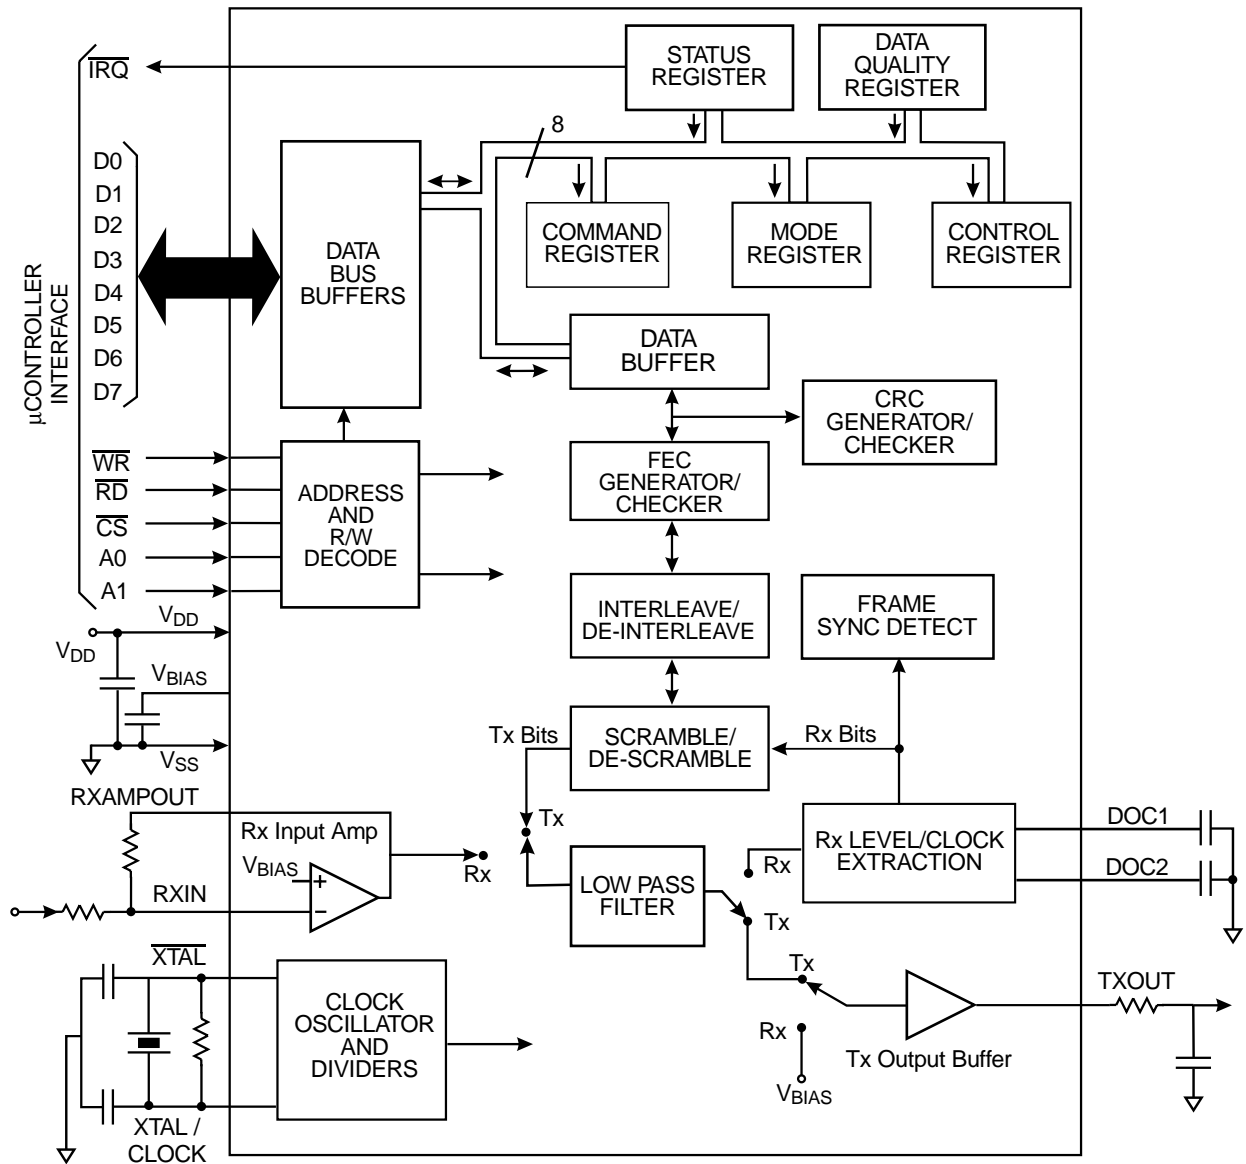 STATUS
REGISTER
DATA
QUALITY
REGISTER
IRQ
8
D0
D1
D2
D3
D4
D5
D6
D7
µCONTROLLER
INTERFACE
DATA
BUS
BUFFERS
COMMAND
REGISTER
MODE
REGISTER
CONTROL
REGISTER
DATA
BUFFER
CRC
GENERATOR/
CHECKER
WR
RD
CS
A0
A1
ADDRESS
AND
R/W
DECODE
FEC
GENERATOR/
CHECKER
INTERLEAVE/
DE-INTERLEAVE
FRAME
SYNC DETECT
VDD
VDD
VBIAS
VSS
Tx Bits
SCRAMBLE/
DE-SCRAMBLE
Rx Bits
RXAMPOUT
Rx Input Amp
VBIAS
+
−
RXIN
Rx
Tx
LOW PASS
FILTER
Rx
Tx
Rx LEVEL/CLOCK
EXTRACTION
DOC1
DOC2
XTAL
CLOCK
OSCILLATOR
AND
DIVIDERS
XTAL /
CLOCK
Tx
Rx
VBIAS
Tx Output Buffer
TXOUT